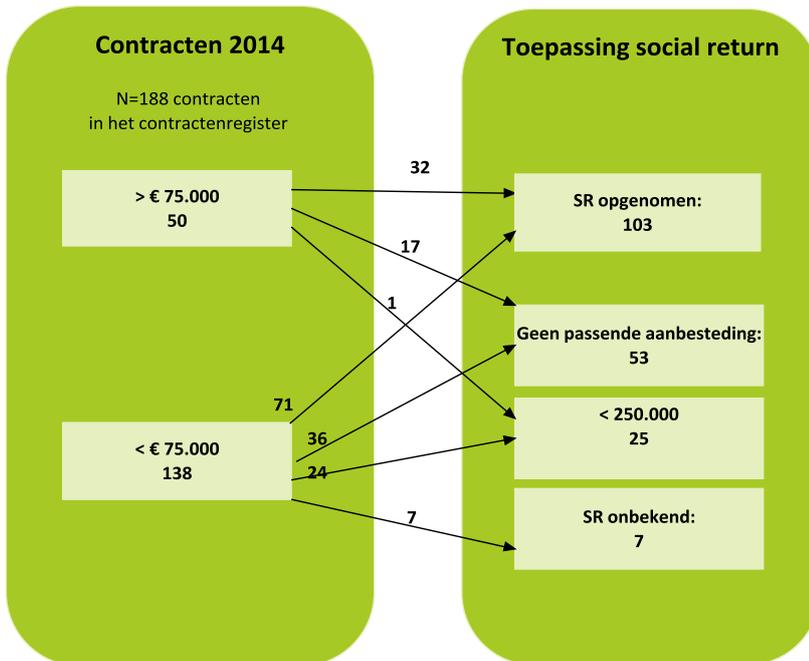 Contracten 2014
N=188 contracten
in het contractenregister
> € 75.000
50
< € 75.000
138
32
17
1
71
36
24
7
Toepassing social return
SR opgenomen:
103
Geen passende aanbesteding:
53
< 250.000
25
SR onbekend:
7